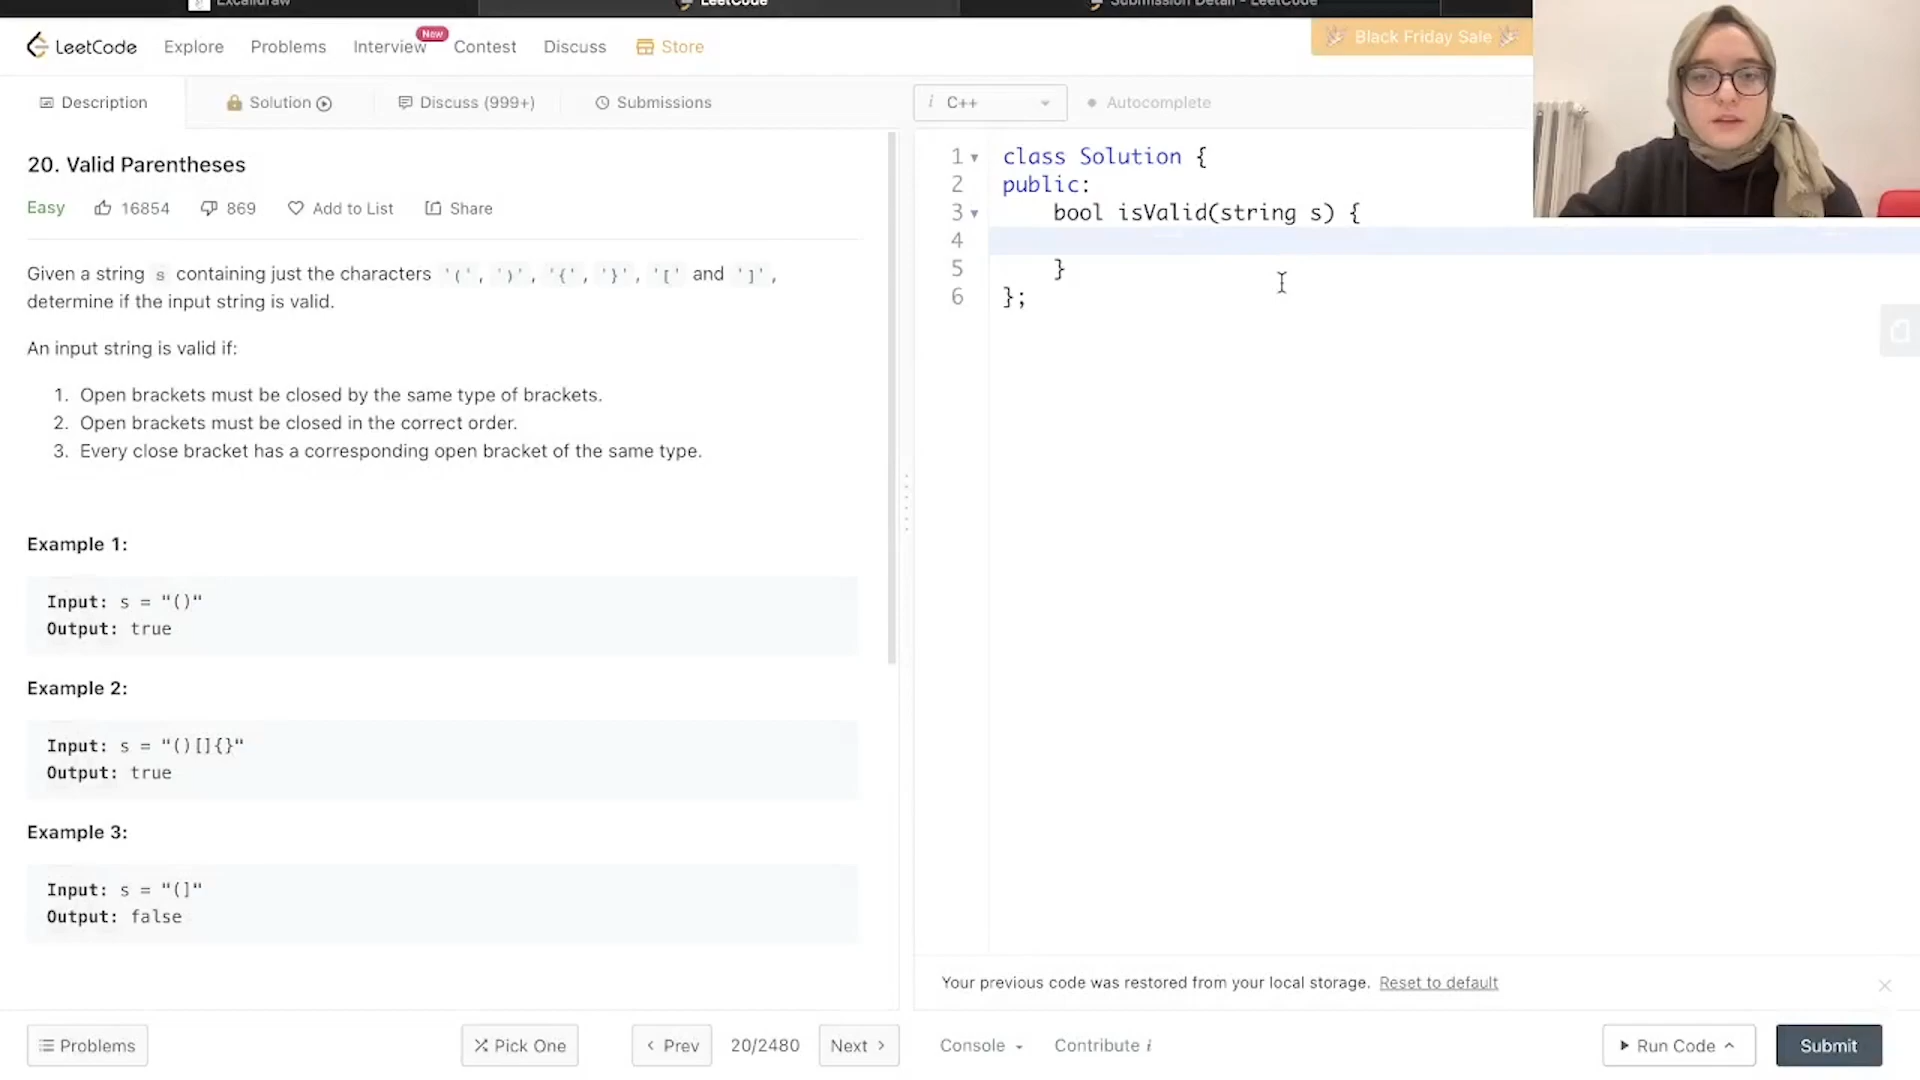 Excalidraw
LeetCode
Submission Detail - LeetCode
LeetCode
Explore
Problems
Interview
New
Contest
Discuss
Store
Black Friday Sale
Description
Solution
Discuss (999+)
Submissions
i C++
Autocomplete
20. Valid Parentheses
Easy
16854
869
Add to List
Share
Given a string s containing just the characters '(', ')', '{', '}', '[' and ']',
determine if the input string is valid.
An input string is valid if:
1. Open brackets must be closed by the same type of brackets.
2. Open brackets must be closed in the correct order.
3. Every close bracket has a corresponding open bracket of the same type.
Example 1:
Input: s = "()"
Output: true
Example 2:
Input: s = "()[]{}"
Output: true
Example 3:
Input: s = "(]"
Output: false
1 class Solution {
2 public:
3 bool isValid(string s) {
4
5 }
6 };
Your previous code was restored from your local storage. Reset to default
Problems
Pick One
Prev
20/2480
Next
Console
Contribute i
Run Code
Submit